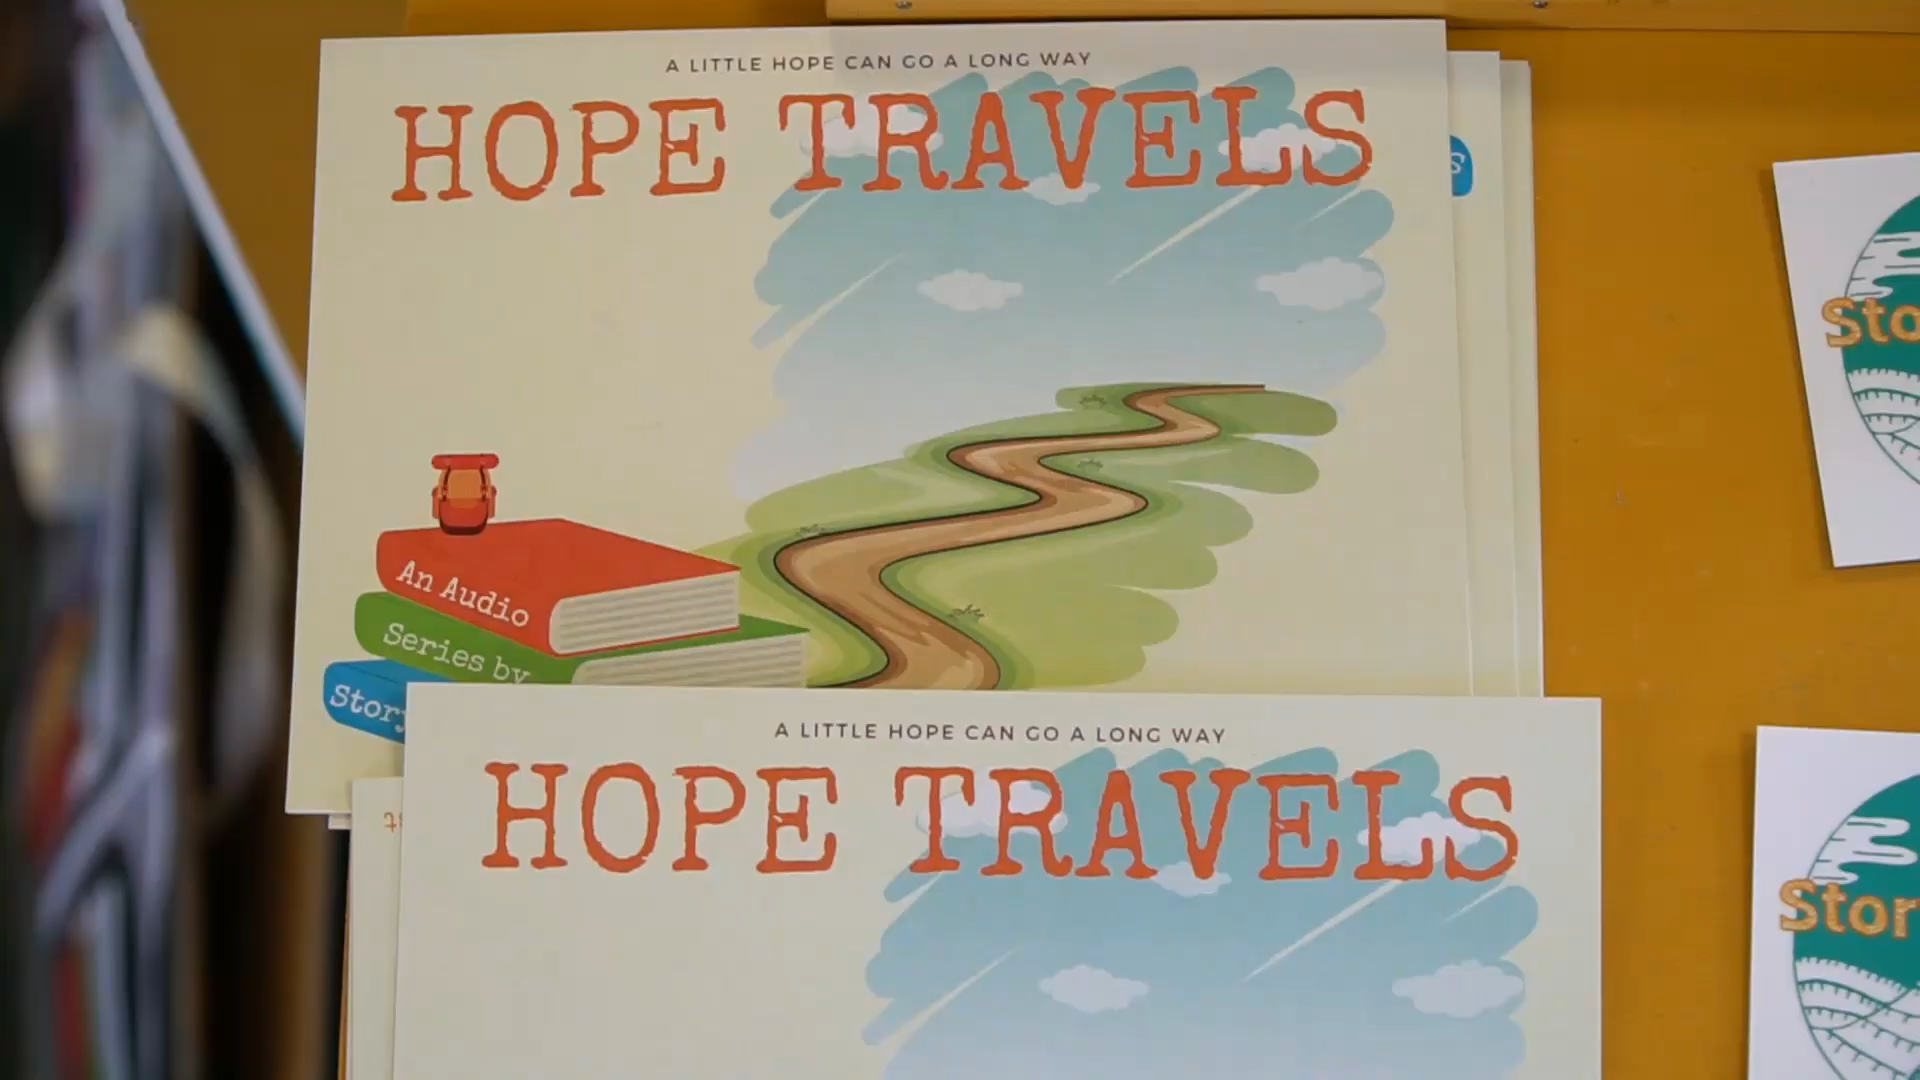 A LITTLE HOPE CAN GO A LONG WAY
HOPE TRAVELS
An Audio
Series by
A LITTLE HOPE CAN GO A LONG WAY
HOPE TRAVELS